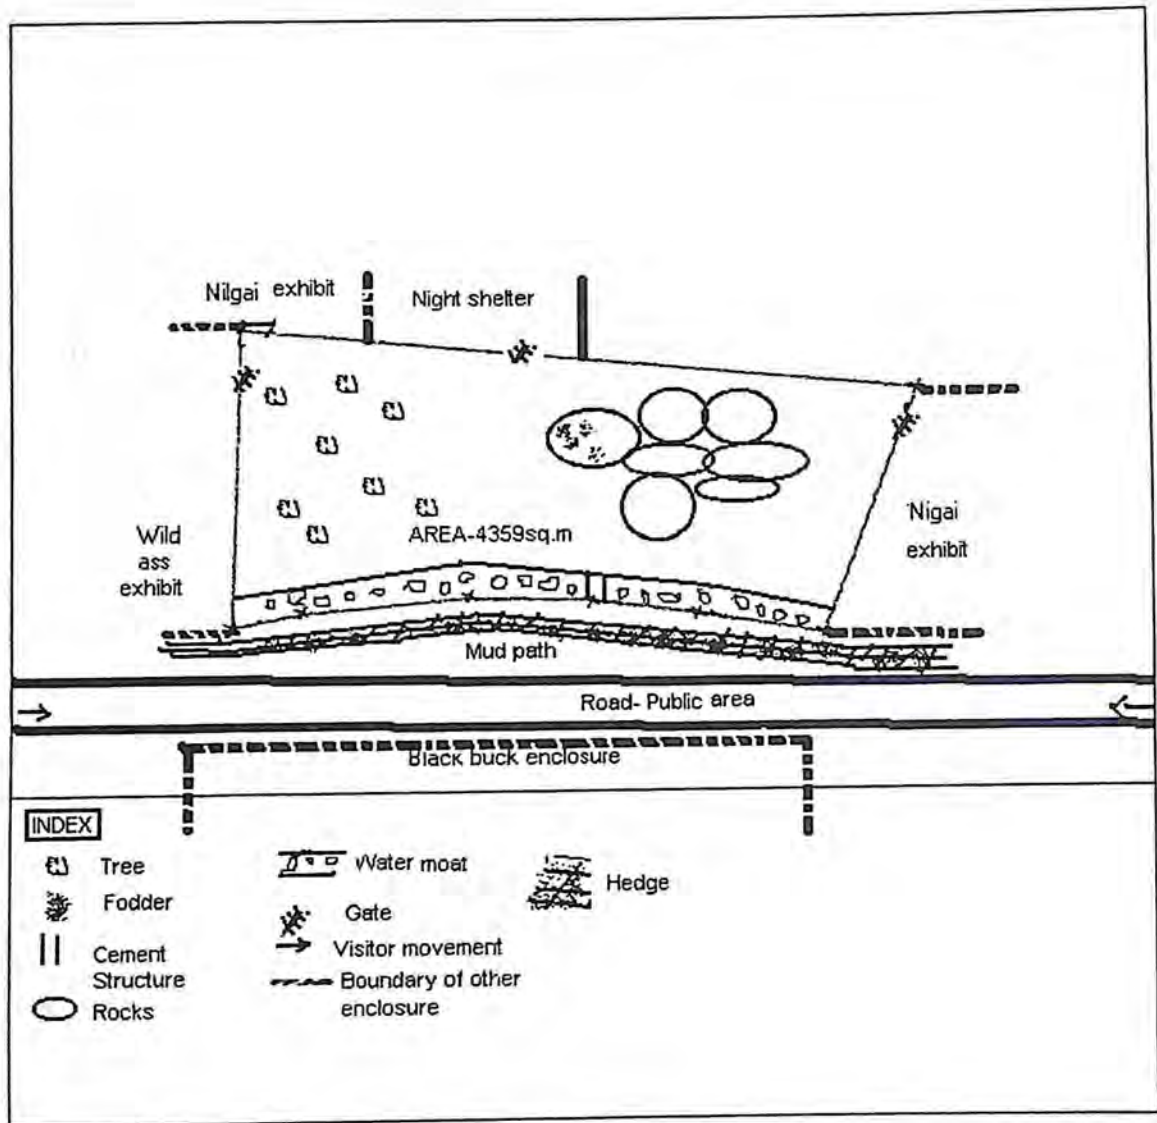 Nilgai exhibit
Night shelter
AREA-4359sq.m
Wild
ass
exhibit
Nigai
exhibit
Mud path
Road- Public area
Black buck enclosure
INDEX
Tree
Fodder
Cement
Structure
Rocks
Water moat
Gate
Visitor movement
Boundary of other
enclosure
Hedge